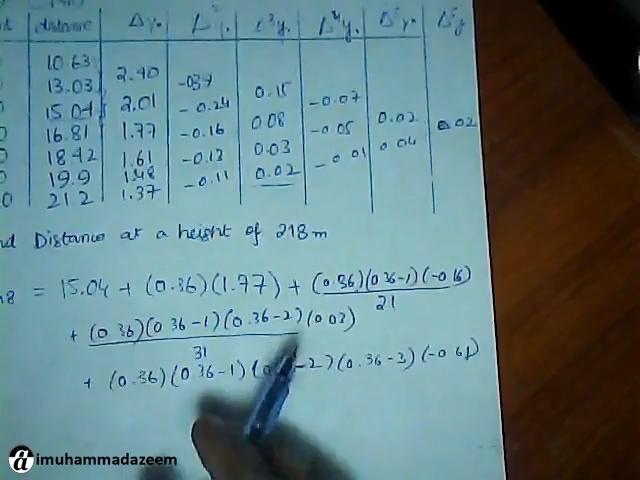 distance Δy. Δ²y. Δ³y. Δ⁴y. Δ⁵y. Δ⁶y
10.63
2.40
13.03 -0.39
2.01 0.15
15.04 -0.24 -0.07
1.77 0.08 0.02
16.81 -0.16 -0.05 0.02
1.61 0.03 0.04
18.42 -0.13 -0.01
1.48 0.02
19.9 -0.11
1.37
21.2
nd Distance at a height of 218m
= 15.04 + (0.36)(1.77) + (0.36)(0.36-1)(-0.16)
2!
+ (0.36)(0.36-1)(0.36-2)(0.03)
3!
+ (0.36)(0.36-1)( -2)(0.36-3)(-0.01)
imuhammadazeem